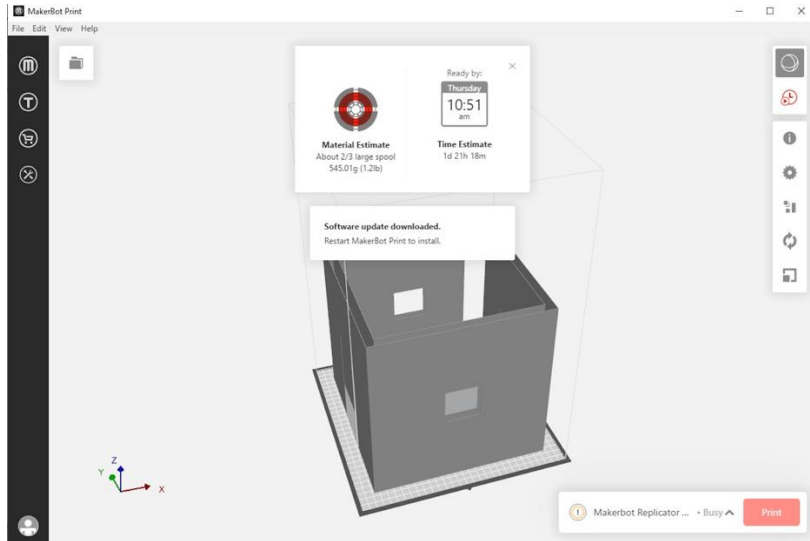 MakerBot Print
File Edit View Help
Ready by:
Thursday
10:51
am
Material Estimate
About 2/3 large spool
545.01g (1.2lb)
Time Estimate
1d 21h 18m
Software update downloaded.
Restart MakerBot Print to install.
Z
Y
X
Makerbot Replicator ... • Busy
Print